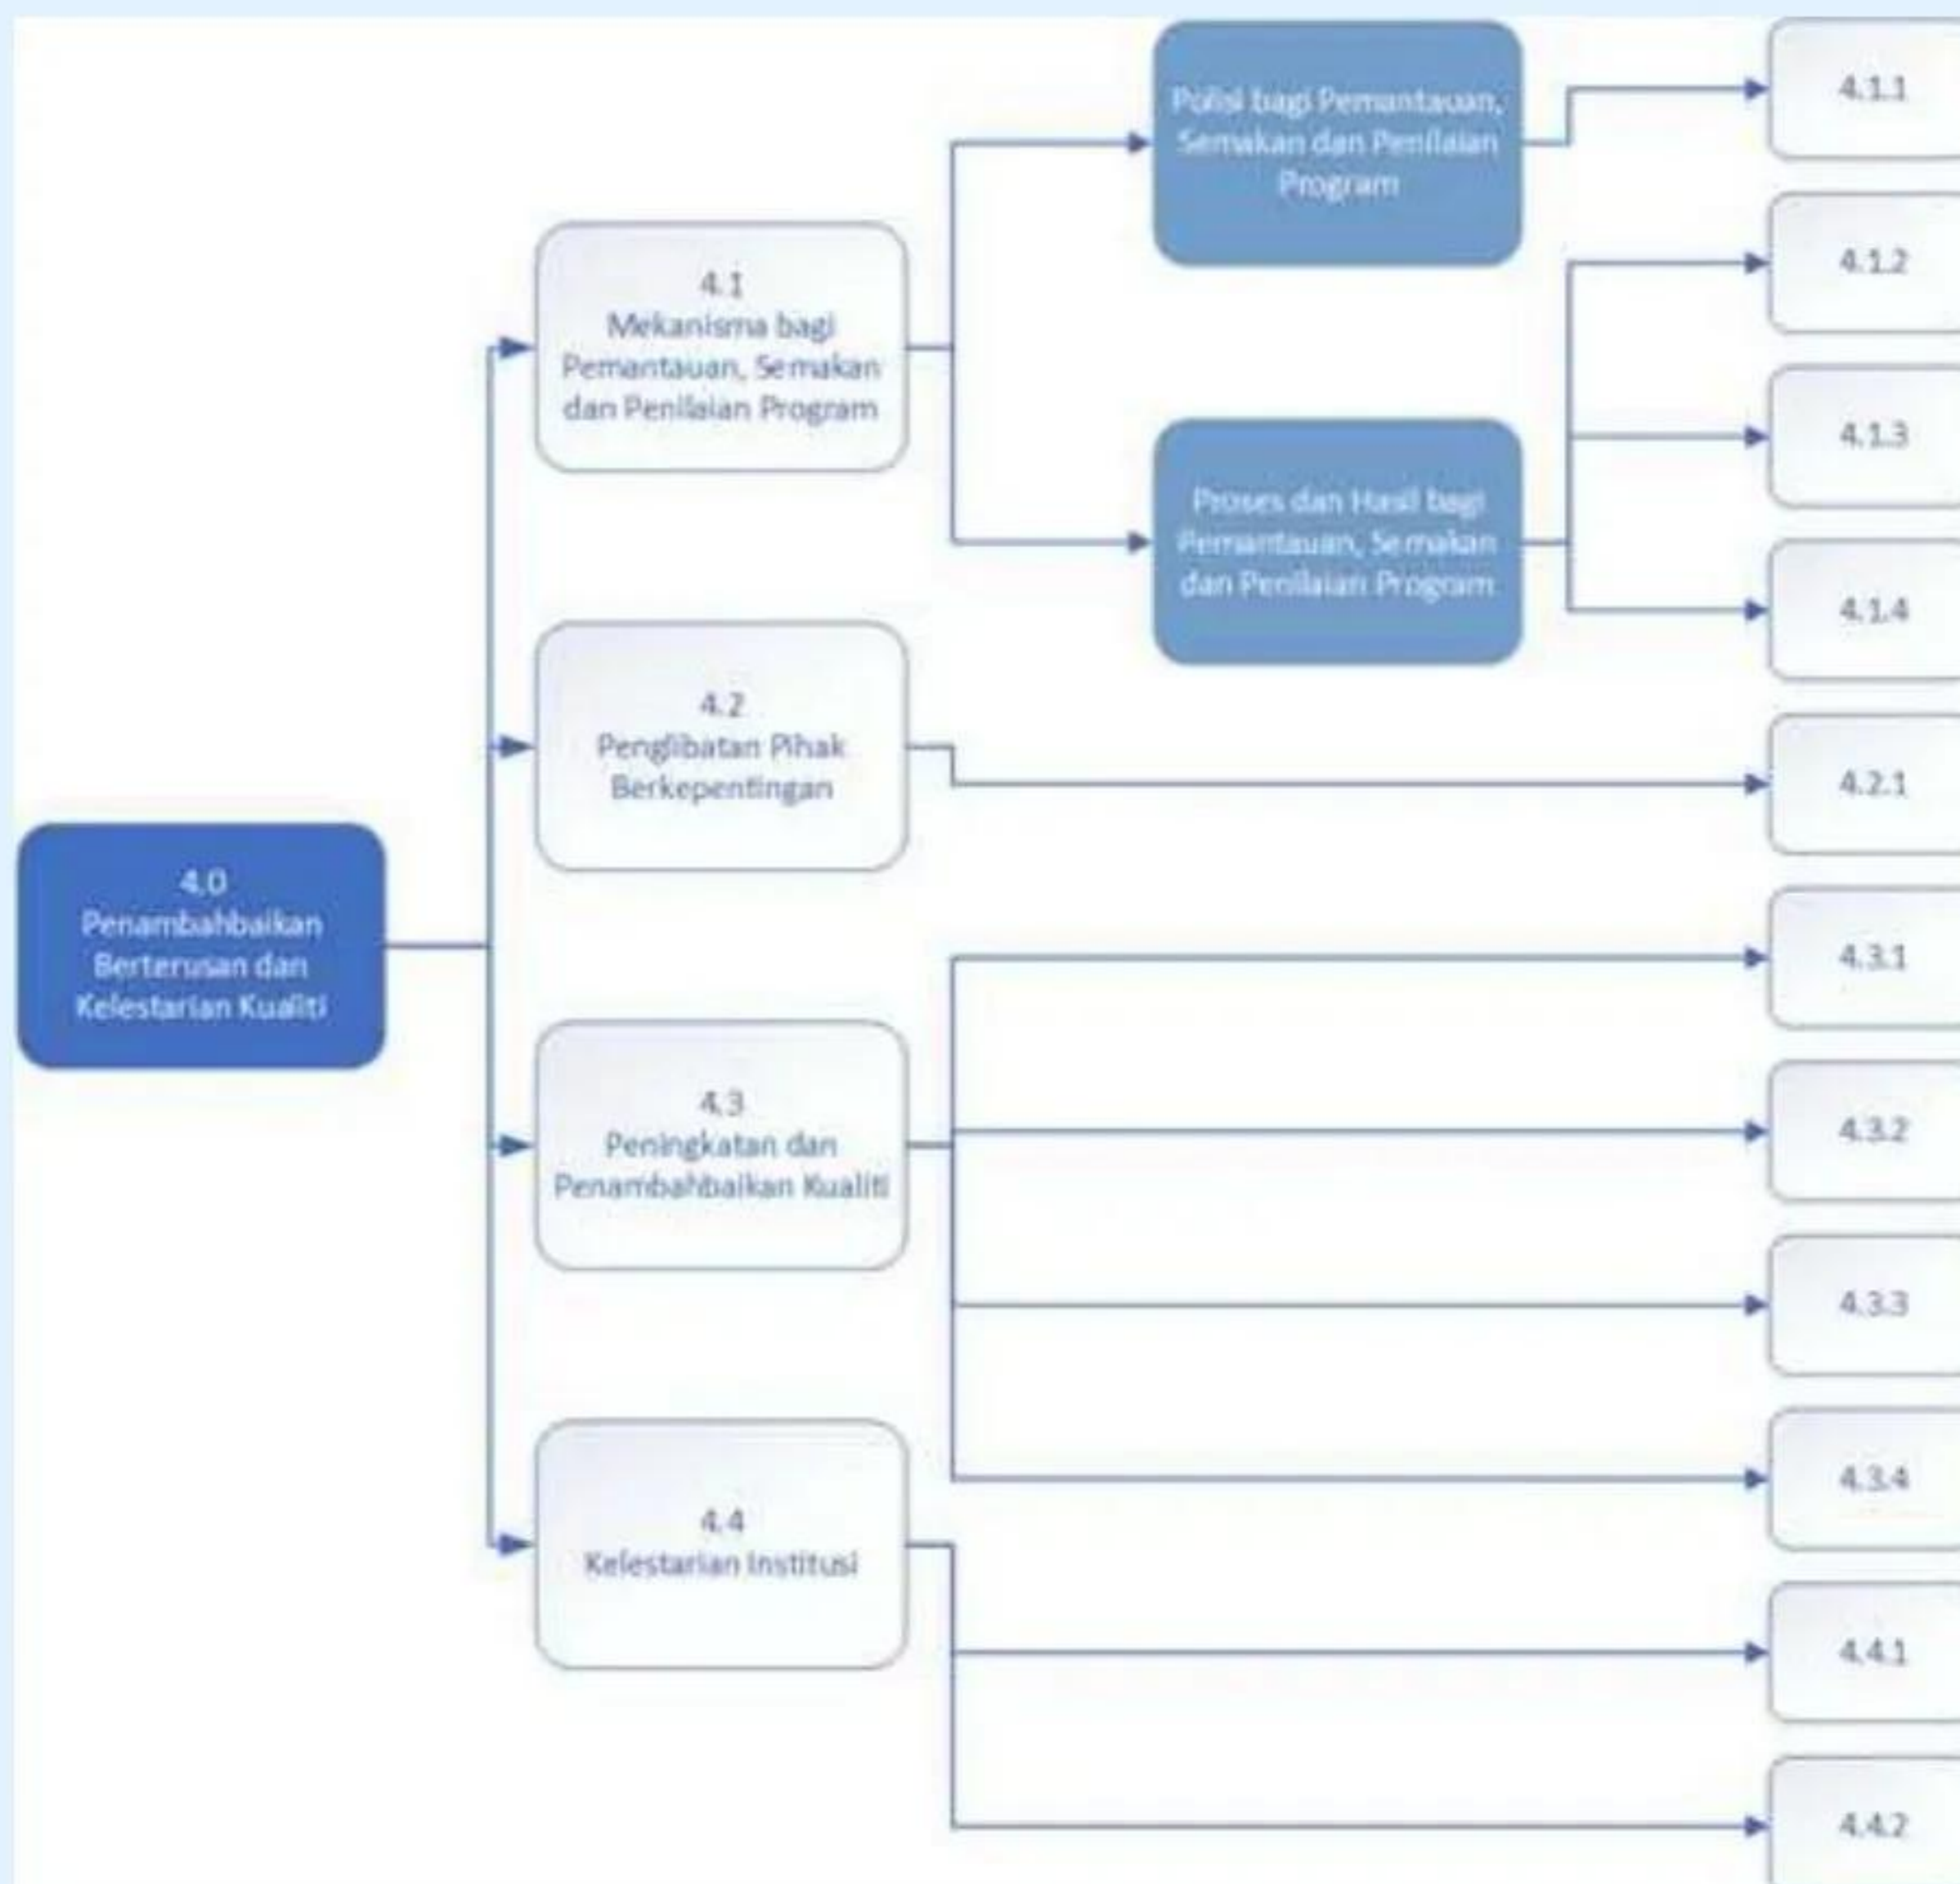 4.0
Penambahbaikan
Berterusan dan
Kelestarian Kualiti
4.1
Mekanisma bagi
Pemantauan, Semakan
dan Penilaian Program
4.2
Penglibatan Pihak
Berkepentingan
4.3
Peningkatan dan
Penambahbaikan Kualiti
4.4
Kelestarian Institusi
Polisi bagi Pemantauan,
Semakan dan Penilaian
Program
Proses dan Hasil bagi
Pemantauan, Semakan
dan Penilaian Program
4.1.1
4.1.2
4.1.3
4.1.4
4.2.1
4.3.1
4.3.2
4.3.3
4.3.4
4.4.1
4.4.2